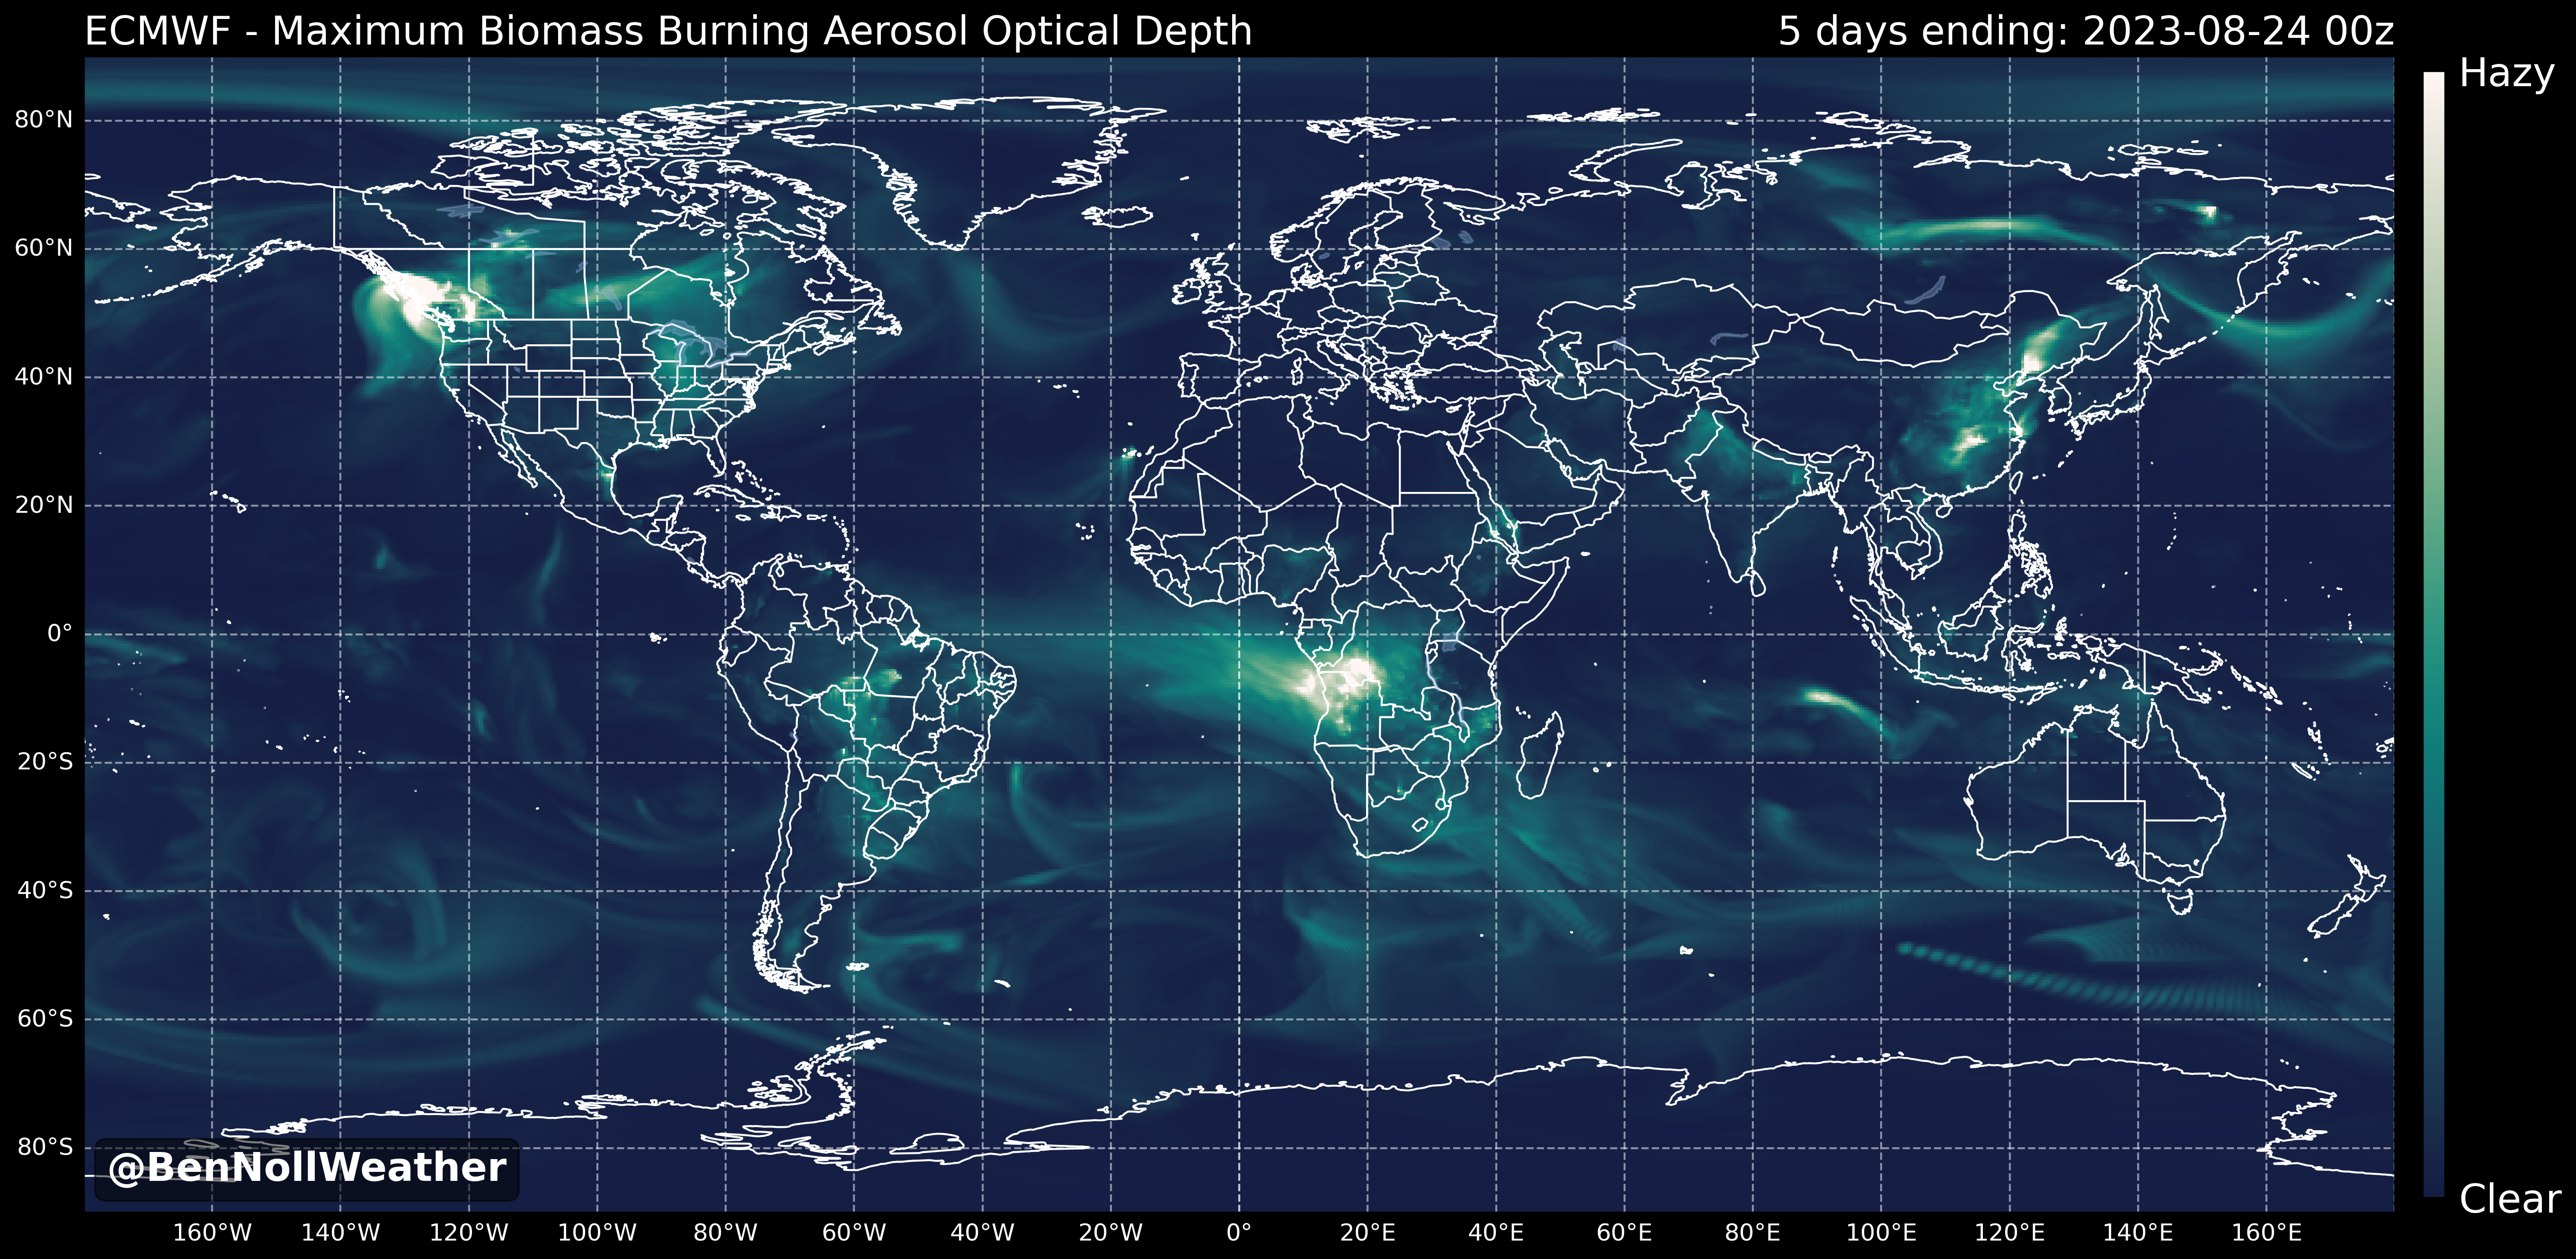 ECMWF - Maximum Biomass Burning Aerosol Optical Depth
5 days ending: 2023-08-24 00z
Hazy
80°N
60°N
40°N
20°N
0°
20°S
40°S
60°S
80°S
@BenNollWeather
Clear
160°W 140°W 120°W 100°W 80°W 60°W 40°W 20°W 0° 20°E 40°E 60°E 80°E 100°E 120°E 140°E 160°E